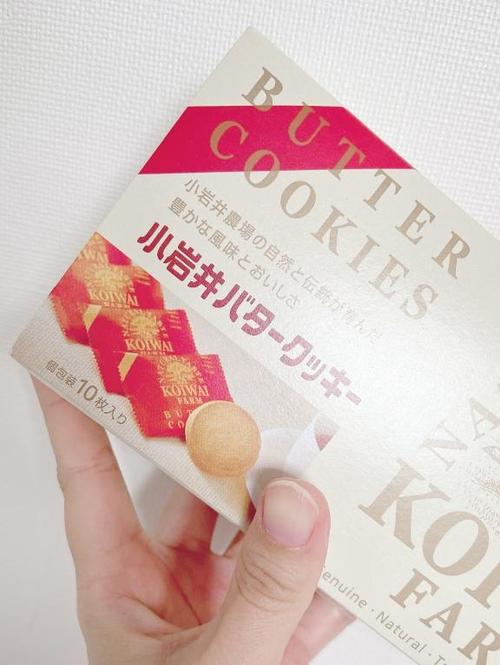 BUTTER
COOKIES
小岩井農場の自然と伝統が育んだ
豊かな風味とおいしさ
小岩井バタークッキー
KOIWAI
KOIWAI
FARM
KOIWAI
FARM
個包装10枚入り
Genuine · Natural ·